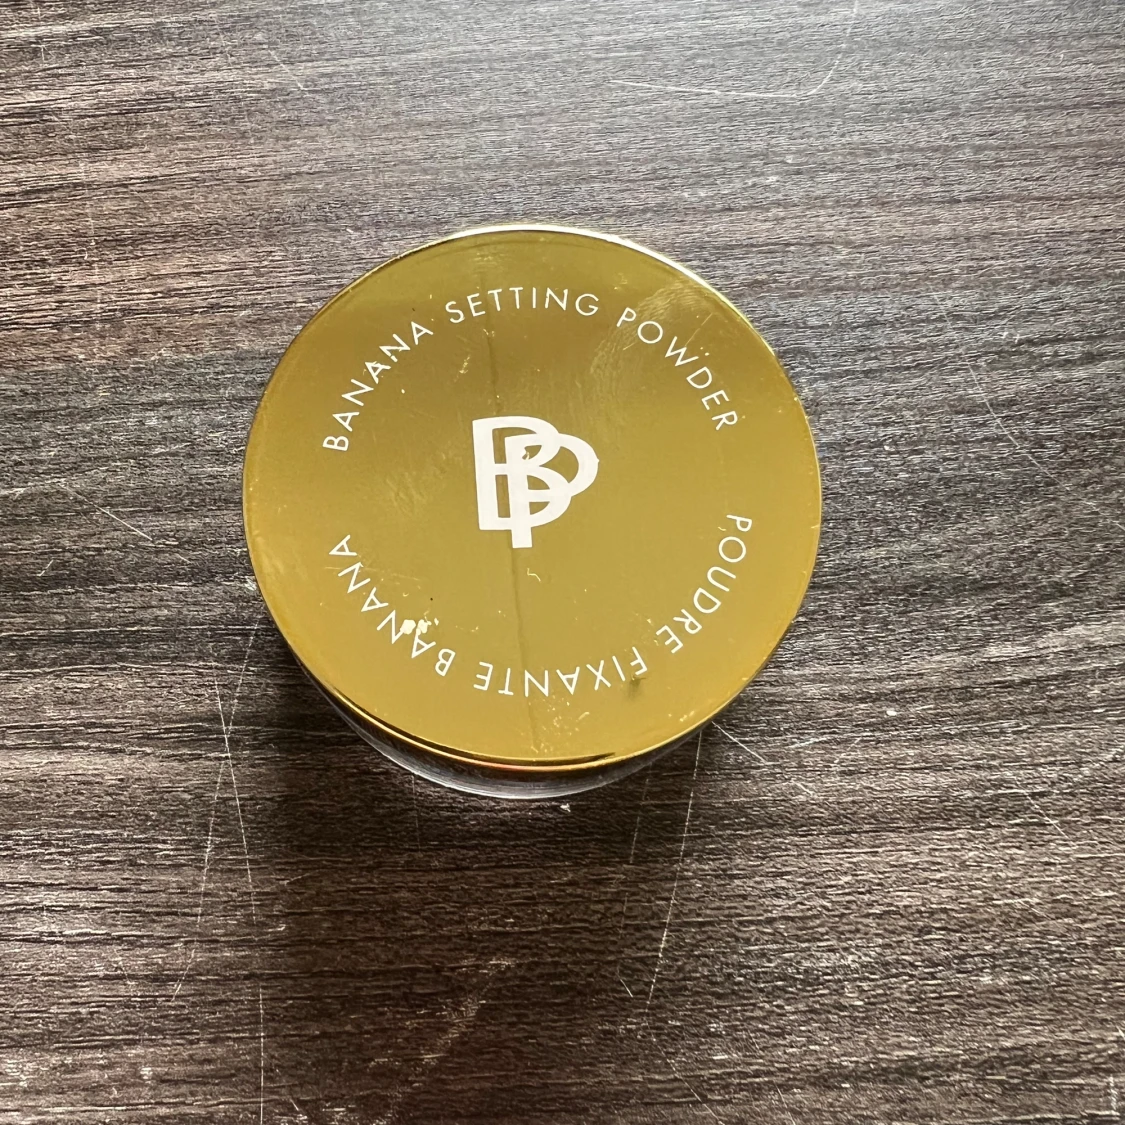 BANANA SETTING POWDER
BP
POUDRE FIXANTE BANANA